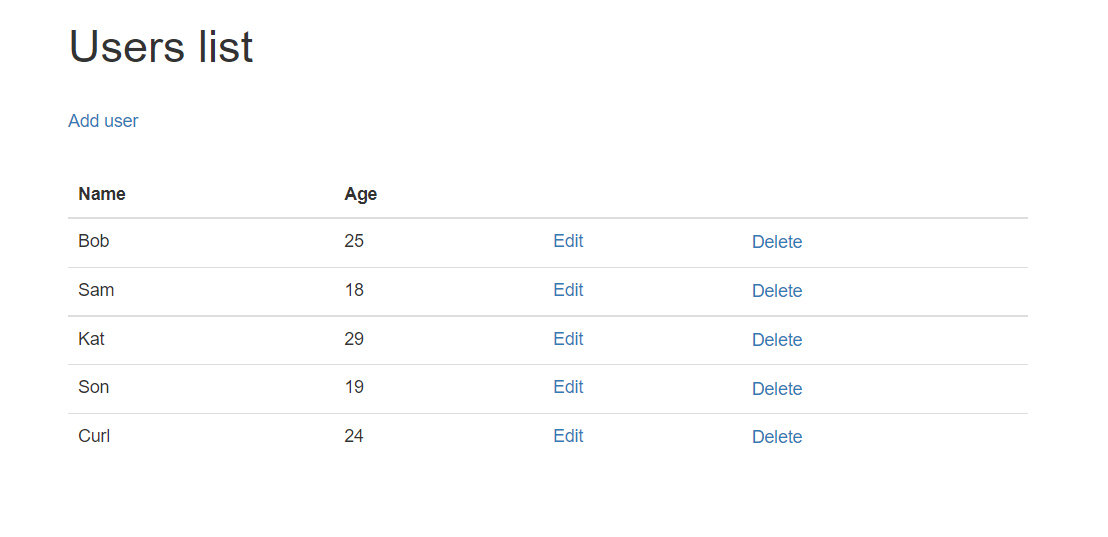 Users list
Add user
Name Age
Bob 25 Edit Delete
Sam 18 Edit Delete
Kat 29 Edit Delete
Son 19 Edit Delete
Curl 24 Edit Delete